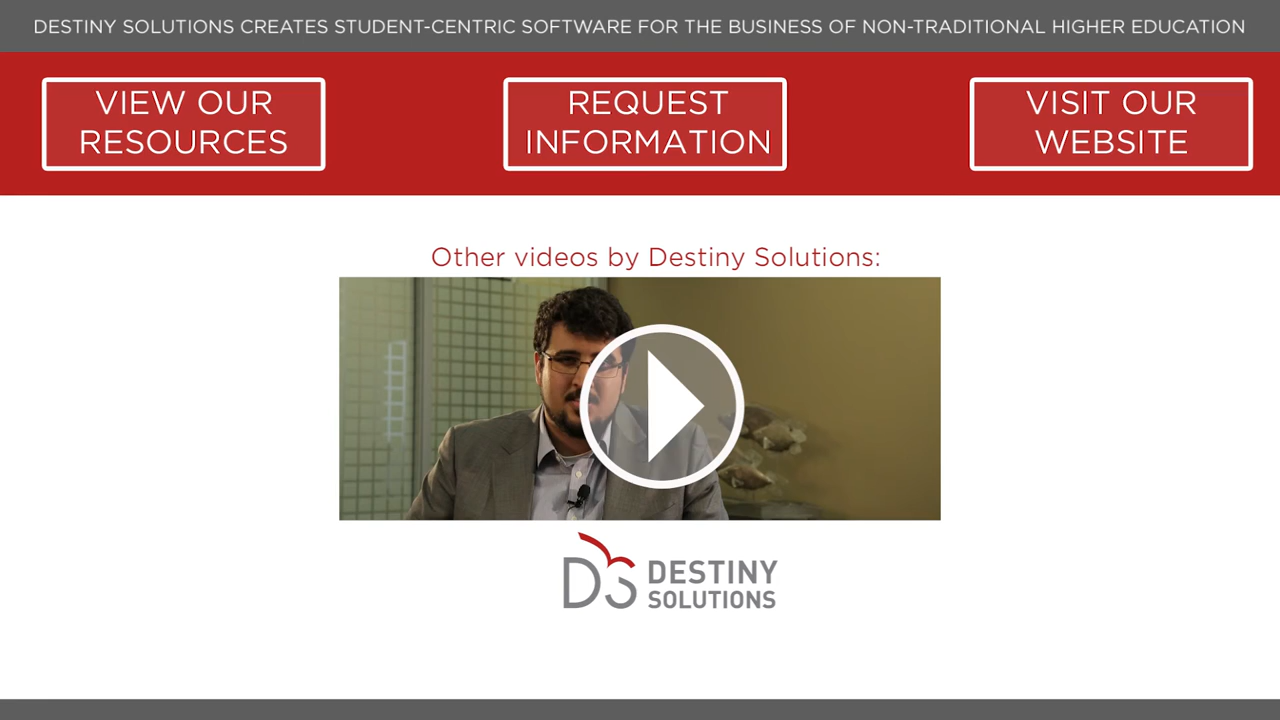 DESTINY SOLUTIONS CREATES STUDENT-CENTRIC SOFTWARE FOR THE BUSINESS OF NON-TRADITIONAL HIGHER EDUCATION
VIEW OUR
RESOURCES
REQUEST
INFORMATION
VISIT OUR
WEBSITE
Other videos by Destiny Solutions:
DS DESTINY
SOLUTIONS